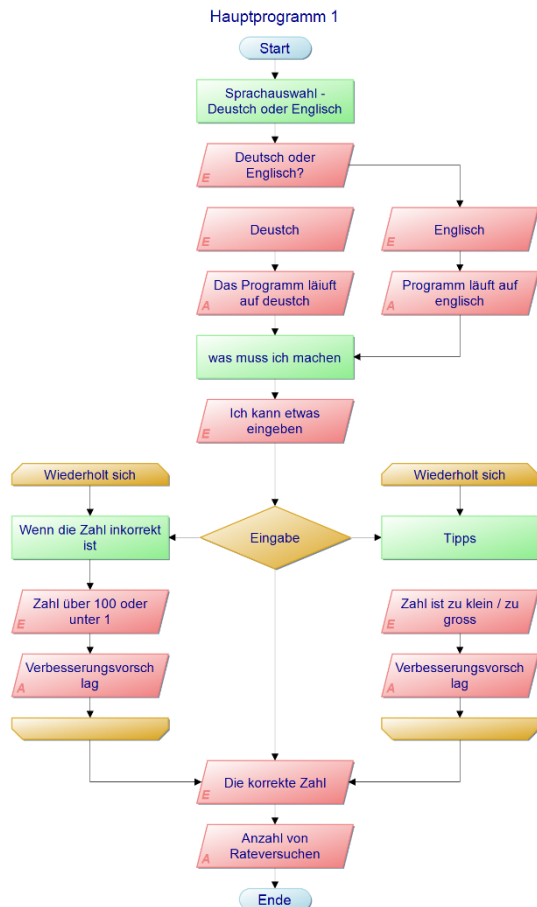 Hauptprogramm 1
Start
Sprachauswahl -
Deustch oder Englisch
Deutsch oder
Englisch?
E
Deustch
E
Englisch
E
Das Programm läiuft
auf deustch
A
Programm läuft auf
englisch
A
was muss ich machen
Ich kann etwas
eingeben
E
Wiederholt sich
Wiederholt sich
Wenn die Zahl inkorrekt
ist
Eingabe
Tipps
Zahl über 100 oder
unter 1
E
Zahl ist zu klein / zu
gross
E
Verbesserungsvorsch
lag
A
Verbesserungsvorsch
lag
A
Die korrekte Zahl
E
Anzahl von
Rateversuchen
A
Ende